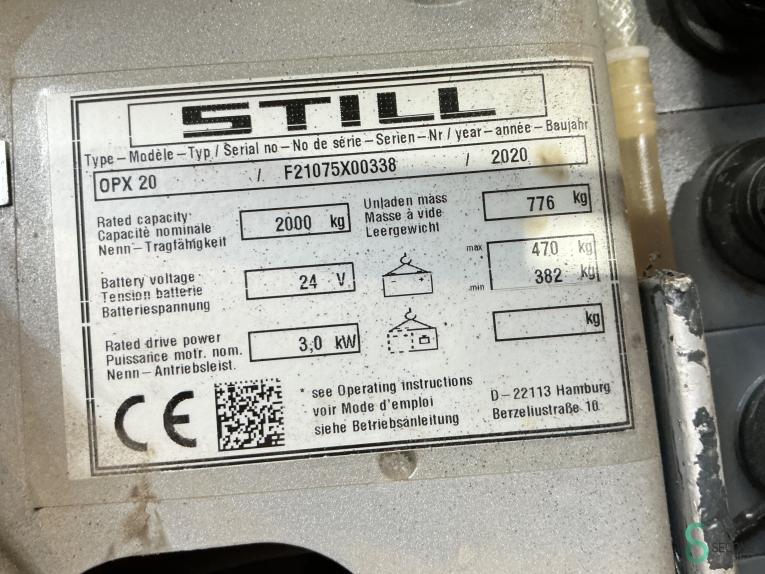 STILL
Type – Modèle – Typ / Serial no – No de série – Serien – Nr / year – année – Baujahr
OPX 20 / F21075X00338 / 2020
Rated capacity
Capacité nominale
Nenn – Tragfähigkeit
2000 kg
Unladen mass
Masse à vide
Leergewicht
776 kg
Battery voltage
Tension batterie
Batteriespannung
24 V
max 470 kg
min 382 kg
Rated drive power
Puissance motr. nom.
Nenn – Antriebsleist.
3,0 kW
kg
CE
* see Operating instructions
voir Mode d'emploi
siehe Betriebsanleitung
D – 22113 Hamburg
Berzeliusstraße 10